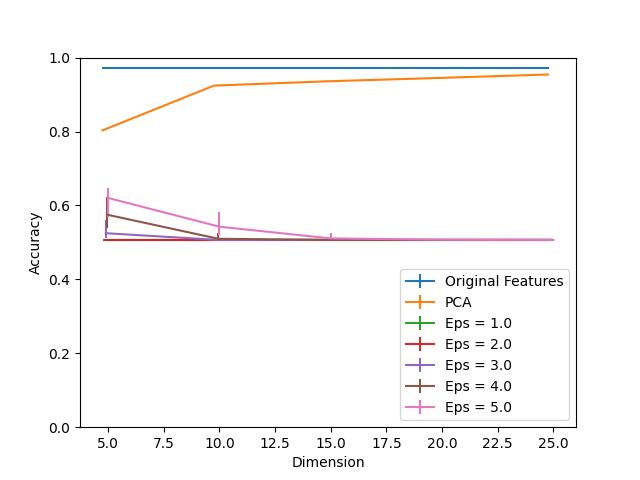 1.0
0.8
0.6
0.4
0.2
0.0
Accuracy
5.0 7.5 10.0 12.5 15.0 17.5 20.0 22.5 25.0
Dimension
Original Features
PCA
Eps = 1.0
Eps = 2.0
Eps = 3.0
Eps = 4.0
Eps = 5.0